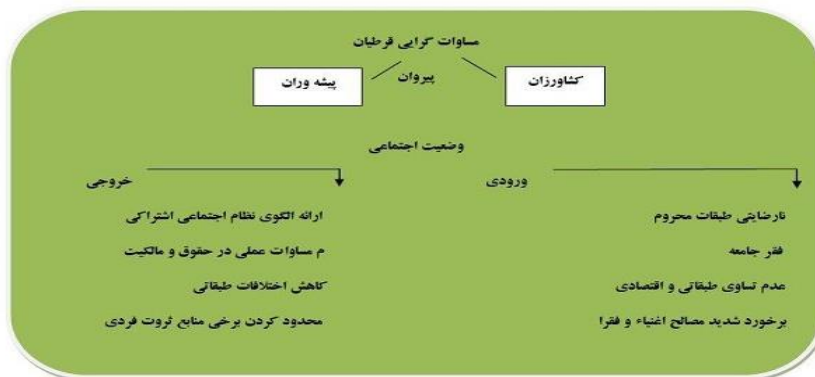 مساوات گرایی قرطیان
کشاورزان
پیروان
پیشه وران
وضعیت اجتماعی
ورودی
نارضایتی طبقات محروم
فقر جامعه
عدم تساوی طبقاتی و اقتصادی
برخورد شدید مصالح اغنیاء و فقرا
خروجی
ارائه الگوی نظام اجتماعی اشتراکی
م مساوات عملی در حقوق و مالکیت
کاهش اختلافات طبقاتی
محدود کردن برخی منابع ثروت فردی